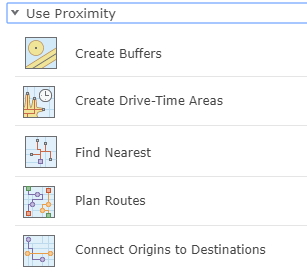 Use Proximity
Create Buffers
Create Drive-Time Areas
Find Nearest
Plan Routes
Connect Origins to Destinations